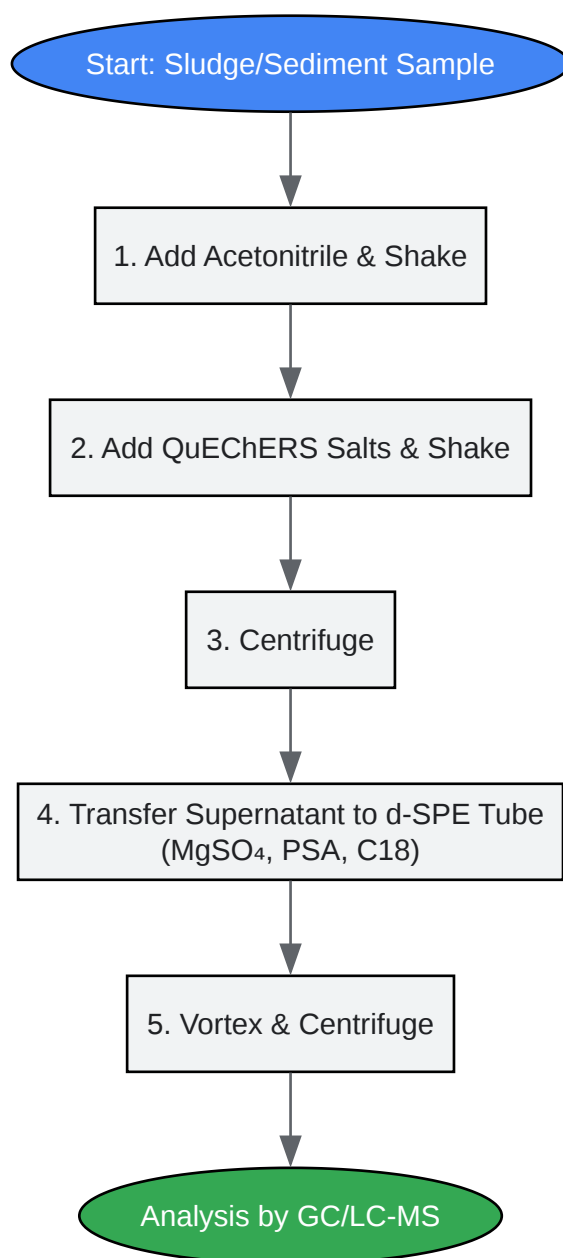 Start: Sludge/Sediment Sample
1. Add Acetonitrile & Shake
2. Add QuEChERS Salts & Shake
3. Centrifuge
4. Transfer Supernatant to d-SPE Tube
(MgSO₄, PSA, C18)
5. Vortex & Centrifuge
Analysis by GC/LC-MS